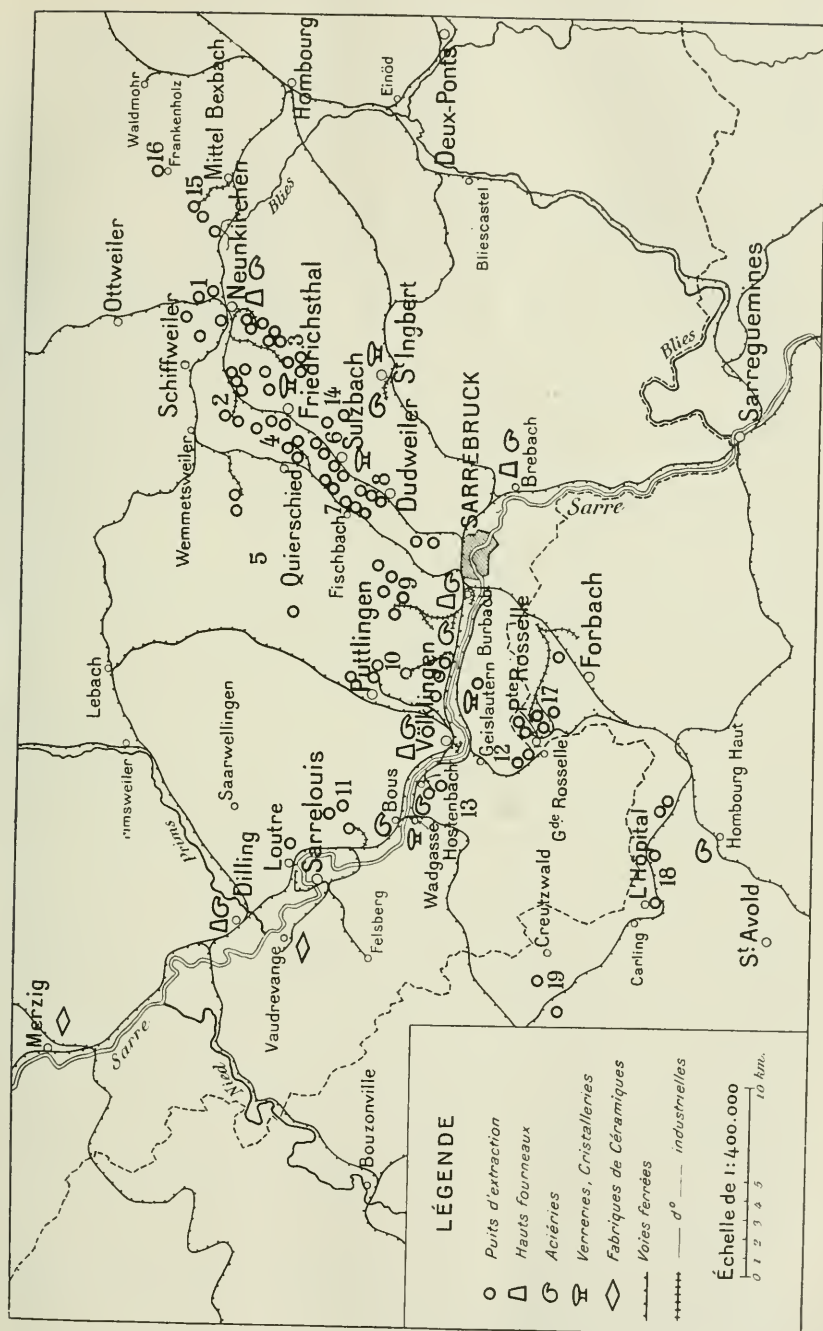 Merzig
Sarre
Nied
Bouzonville
Prims
Dilling
Vaudrevange
Loutre
Sarrelouis
Felsberg
Saarwellingen
Lebach
11
Bous
Wadgasse
Hostenbach
13
Völklingen
Geislautern
Burbach
Puttlingen
10
9
5
Wemmetsweiler
Schiffweiler
Ottweiler
Quierschied
Fischbach
7
2
4
1
Neunkirchen
3
Friedrichsthal
14
6
Sulzbach
8
Dudweiler
St Ingbert
SARREBRUCK
Brebach
Sarre
15
16
Waldmohr
Frankenholz
Mittel Bexbach
Blies
Hombourg
Einöd
Deux-Ponts
Bliescastel
Blies
Sarreguemines
12
Pte Rosselle
Gde Rosselle
17
Forbach
Creutzwald
19
Carling
L'Hôpital
18
Hombourg Haut
St Avold
LÉGENDE
Puits d'extraction
Hauts fourneaux
Aciéries
Verreries, Cristalleries
Fabriques de Céramiques
Voies ferrées
do industrielles
Échelle de 1:400.000
0 1 2 3 4 5 10 km.